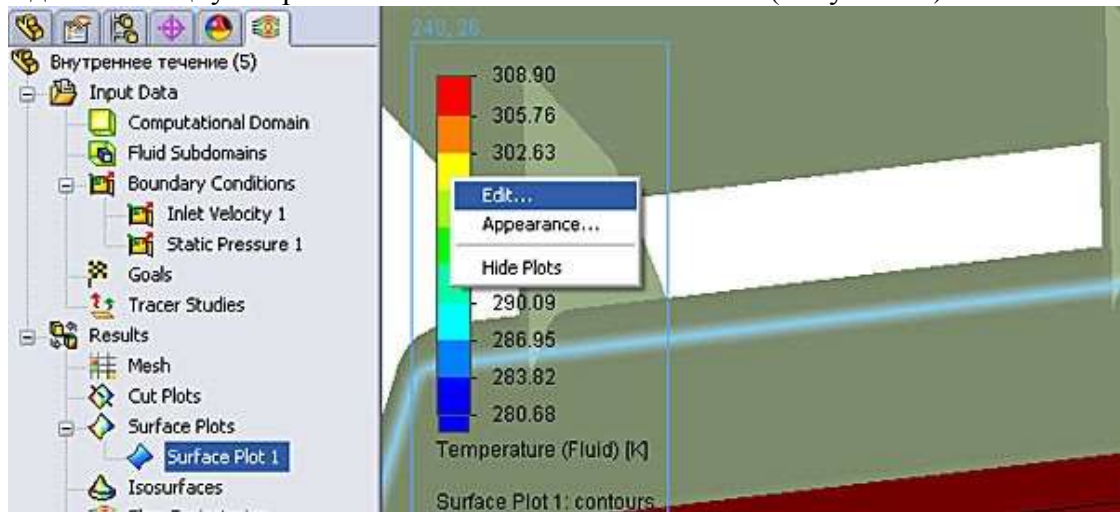 Внутреннее течение (5)
Input Data
Computational Domain
Fluid Subdomains
Boundary Conditions
Inlet Velocity 1
Static Pressure 1
Goals
Tracer Studies
Results
Mesh
Cut Plots
Surface Plots
Surface Plot 1
Isosurfaces
240, 26
308.90
305.76
302.63
Edit...
Appearance...
Hide Plots
290.09
286.95
283.82
280.68
Temperature (Fluid) [K]
Surface Plot 1: contours